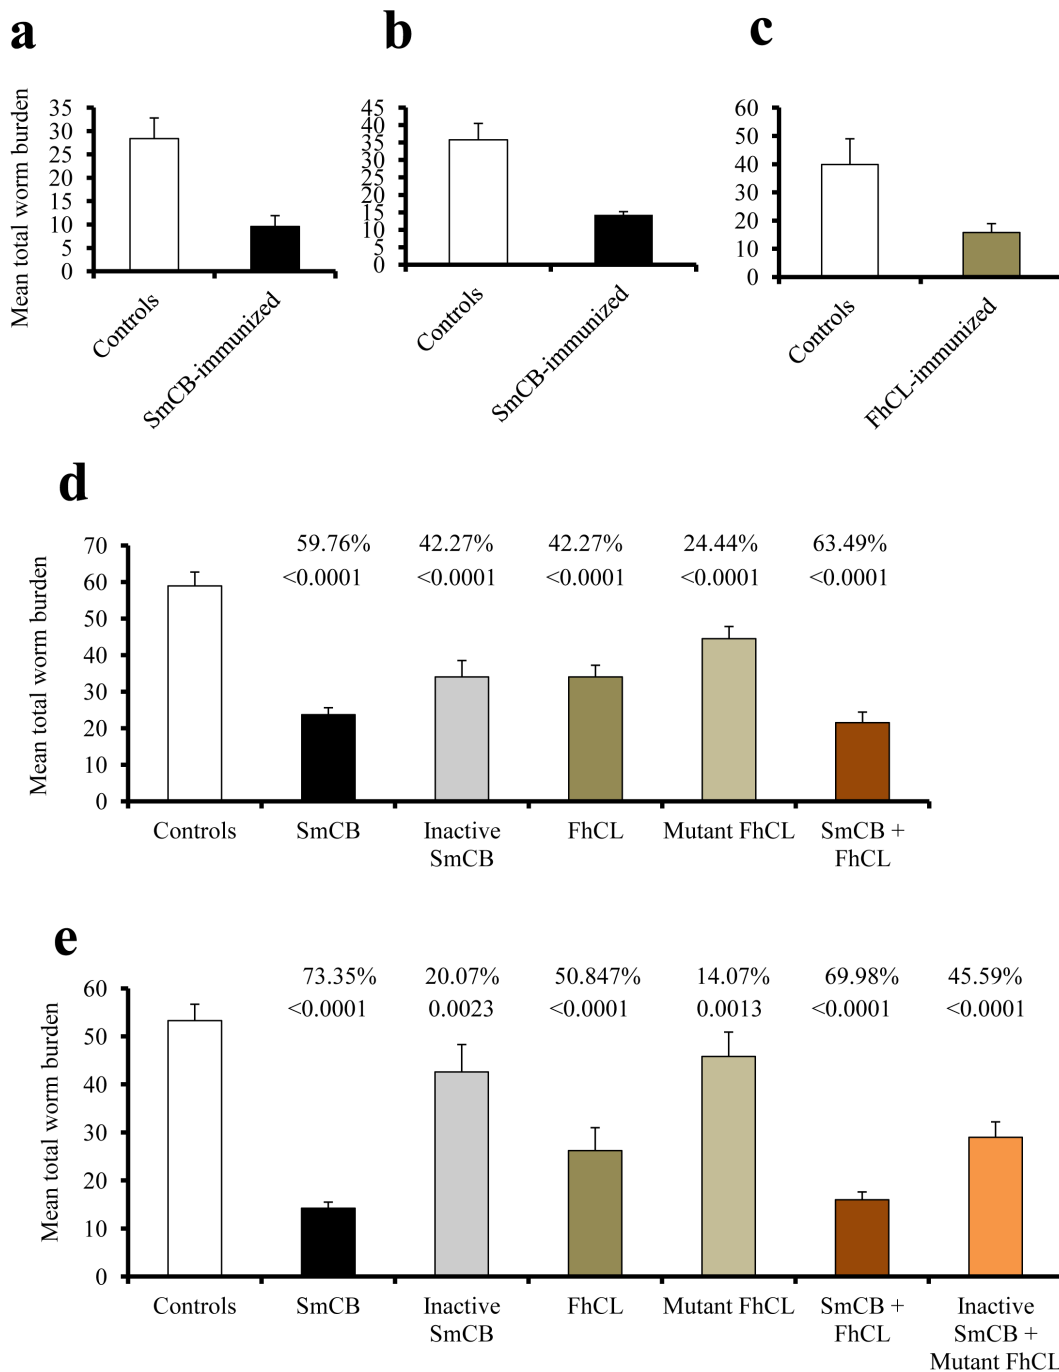 a
b
c
Mean total worm burden
35
30
25
20
15
10
5
0
Controls
SmCB-immunized
45
40
35
30
25
20
15
10
5
0
Controls
SmCB-immunized
60
50
40
30
20
10
0
Controls
FhCL-immunized
d
Mean total worm burden
70
60
50
40
30
20
10
0
59.76% 42.27% 42.27% 24.44% 63.49%
<0.0001 <0.0001 <0.0001 <0.0001 <0.0001
Controls SmCB Inactive FhCL Mutant FhCL SmCB +
SmCB FhCL
e
Mean total worm burden
60
50
40
30
20
10
0
73.35% 20.07% 50.847% 14.07% 69.98% 45.59%
<0.0001 0.0023 <0.0001 0.0013 <0.0001 <0.0001
Controls SmCB Inactive FhCL Mutant FhCL SmCB + Inactive
SmCB FhCL SmCB +
Mutant FhCL